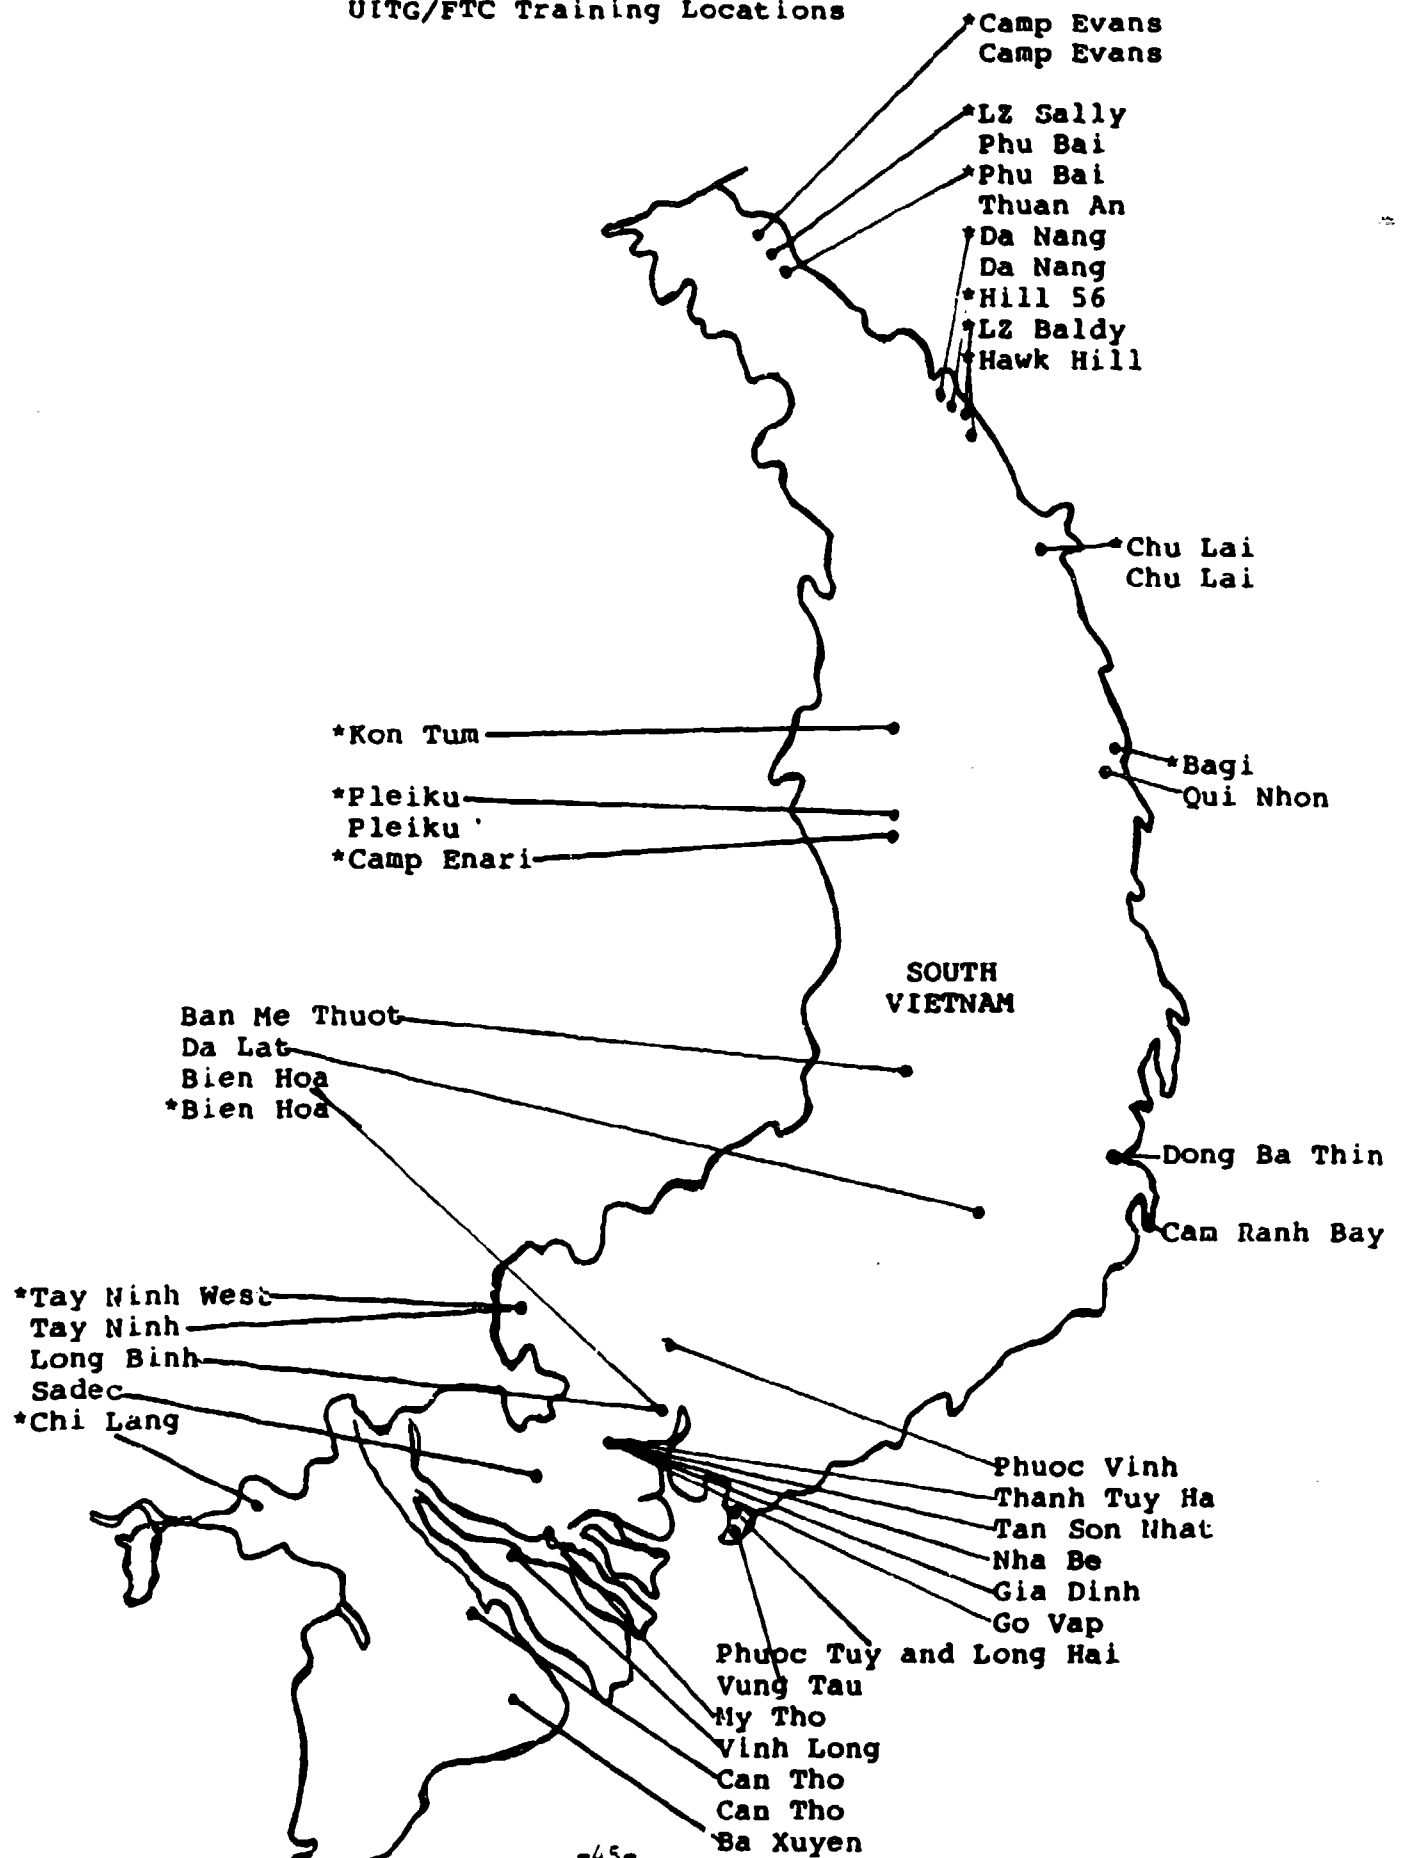 UITG/FTC Training Locations
*Camp Evans
Camp Evans
*LZ Sally
Phu Bai
*Phu Bai
Thuan An
*Da Nang
Da Nang
*Hill 56
*LZ Baldy
*Hawk Hill
*Chu Lai
Chu Lai
*Kon Tum
*Bagi
Qui Nhon
*Pleiku
Pleiku
*Camp Enari
SOUTH
VIETNAM
Ban Me Thuot
Da Lat
Bien Hoa
*Bien Hoa
Dong Ba Thin
Cam Ranh Bay
*Tay Ninh West
Tay Ninh
Long Binh
Sadec
*Chi Lang
Phuoc Vinh
Thanh Tuy Ha
Tan Son Nhat
Nha Be
Gia Dinh
Go Vap
Phuoc Tuy and Long Hai
Vung Tau
My Tho
Vinh Long
Can Tho
Can Tho
Ba Xuyen
-45-